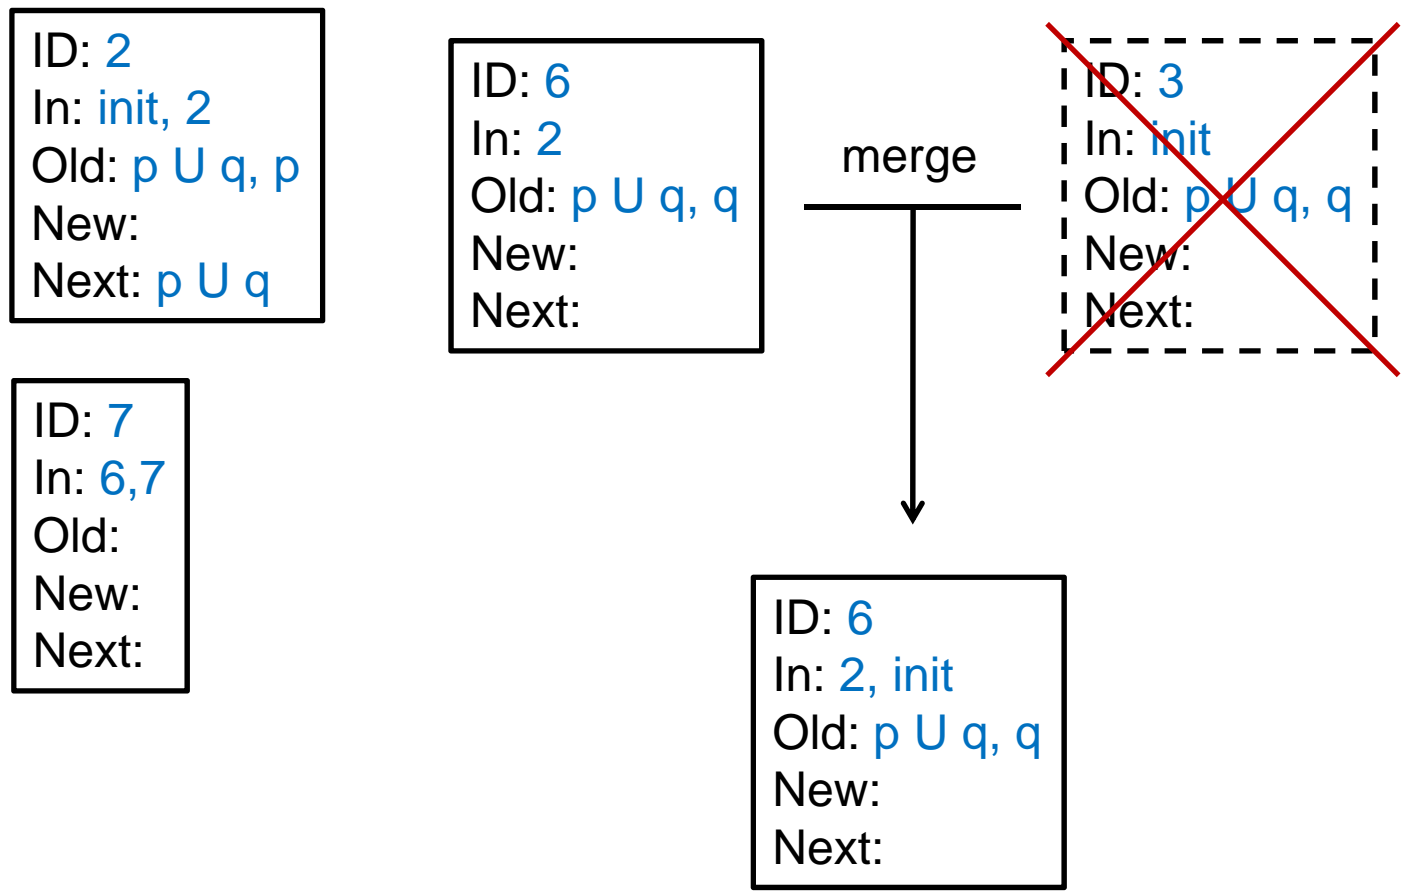 ID: 2
In: init, 2
Old: p U q, p
New:
Next: p U q
ID: 6
In: 2
Old: p U q, q
New:
Next:
merge
ID: 3
In: init
Old: p U q, q
New:
Next:
ID: 7
In: 6,7
Old:
New:
Next:
ID: 6
In: 2, init
Old: p U q, q
New:
Next: